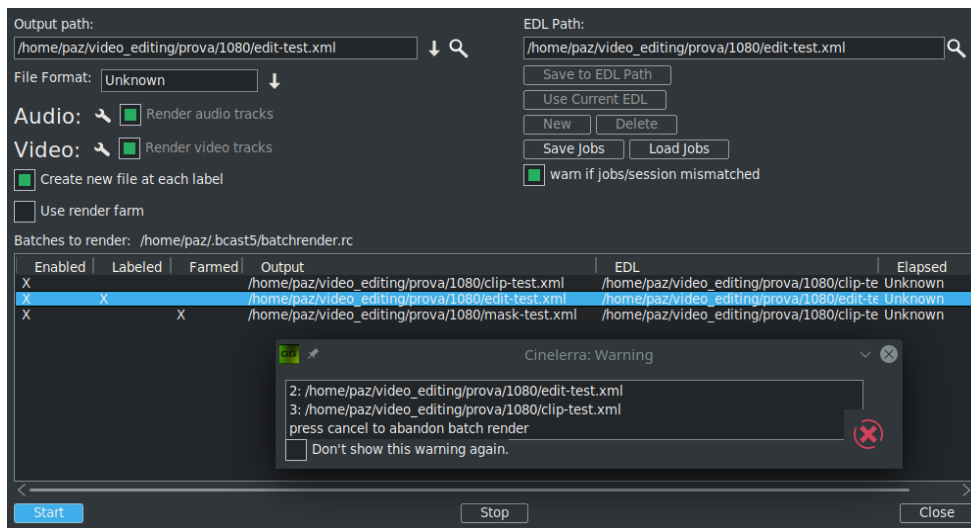 Output path:
/home/paz/video_editing/prova/1080/edit-test.xml
File Format: Unknown
Audio: Render audio tracks
Video: Render video tracks
Create new file at each label
Use render farm
EDL Path:
/home/paz/video_editing/prova/1080/edit-test.xml
Save to EDL Path
Use Current EDL
New Delete
Save Jobs Load Jobs
warn if jobs/session mismatched
Batches to render: /home/paz/.bcast5/batchrender.rc
Enabled Labeled Farmed Output EDL Elapsed
X /home/paz/video_editing/prova/1080/clip-test.xml /home/paz/video_editing/prova/1080/clip-te Unknown
X X /home/paz/video_editing/prova/1080/edit-test.xml /home/paz/video_editing/prova/1080/edit-te Unknown
X X /home/paz/video_editing/prova/1080/mask-test.xml /home/paz/video_editing/prova/1080/clip-te Unknown
GG Cinelerra: Warning
2: /home/paz/video_editing/prova/1080/edit-test.xml
3: /home/paz/video_editing/prova/1080/clip-test.xml
press cancel to abandon batch render
Don't show this warning again.
Start Stop Close